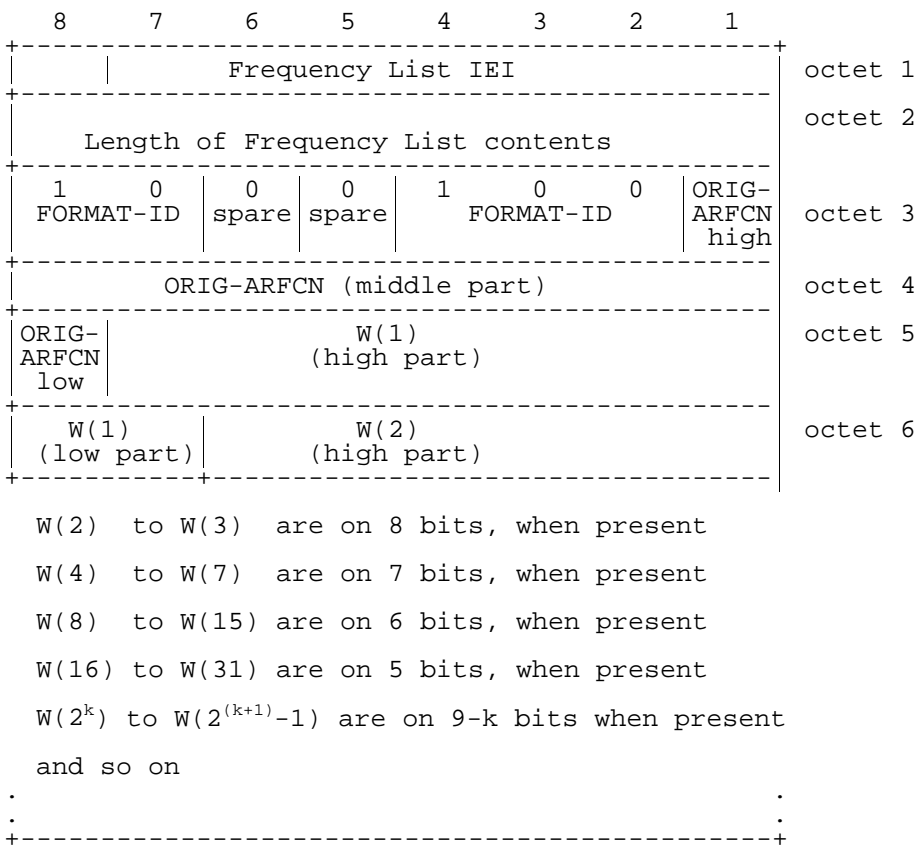 8 7 6 5 4 3 2 1
Frequency List IEI octet 1
octet 2
Length of Frequency List contents
1 0 0 0 1 0 0 ORIG-
FORMAT-ID spare spare FORMAT-ID ARFCN octet 3
high
ORIG-ARFCN (middle part) octet 4
ORIG- W(1) octet 5
ARFCN (high part)
low
W(1) W(2) octet 6
(low part) (high part)
W(2) to W(3) are on 8 bits, when present
W(4) to W(7) are on 7 bits, when present
W(8) to W(15) are on 6 bits, when present
W(16) to W(31) are on 5 bits, when present
W(2^k) to W(2^(k+1)-1) are on 9-k bits when present
and so on
. .
. .